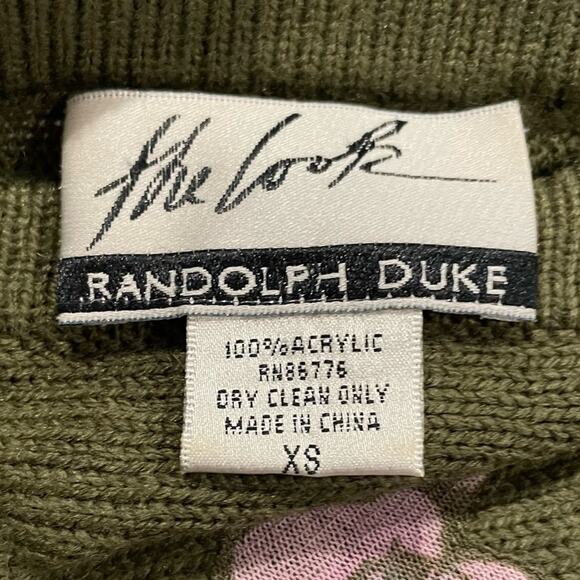 the look
RANDOLPH DUKE
100% ACRYLIC
RN86776
DRY CLEAN ONLY
MADE IN CHINA
XS